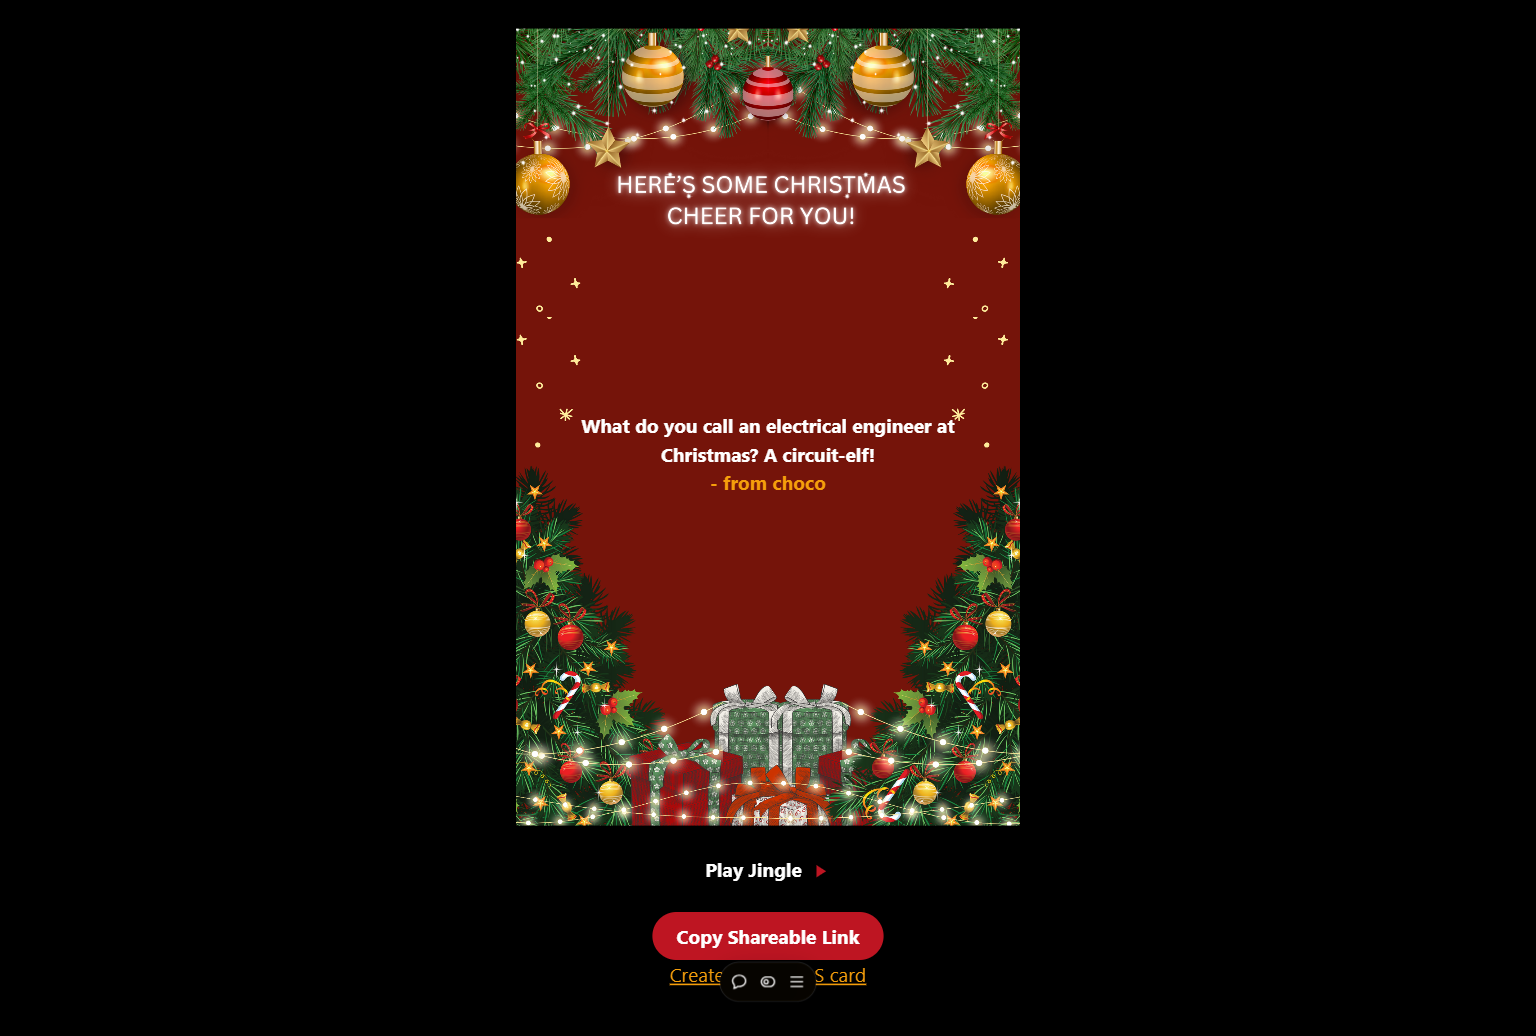 HERE’S SOME CHRISTMAS
CHEER FOR YOU!
What do you call an electrical engineer at
Christmas? A circuit-elf!
- from choco
Play Jingle
Copy Shareable Link
Create S card